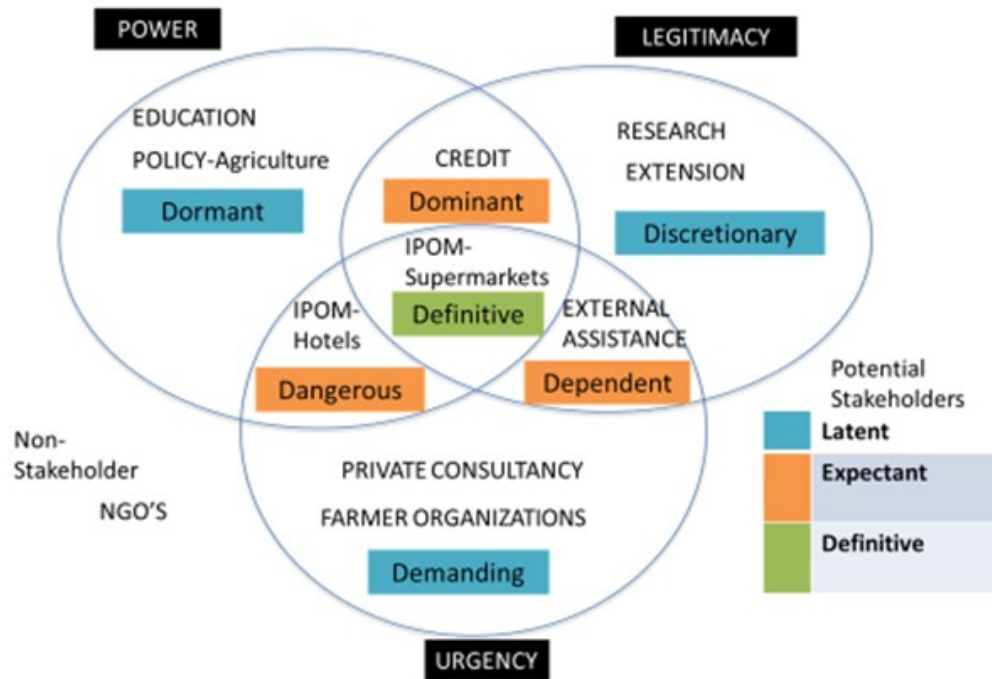 POWER
LEGITIMACY
EDUCATION
POLICY-Agriculture
Dormant
CREDIT
Dominant
RESEARCH
EXTENSION
Discretionary
IPOM-
Supermarkets
Definitive
IPOM-
Hotels
Dangerous
EXTERNAL
ASSISTANCE
Dependent
Potential
Stakeholders
Latent
Expectant
Definitive
Non-
Stakeholder
NGO'S
PRIVATE CONSULTANCY
FARMER ORGANIZATIONS
Demanding
URGENCY